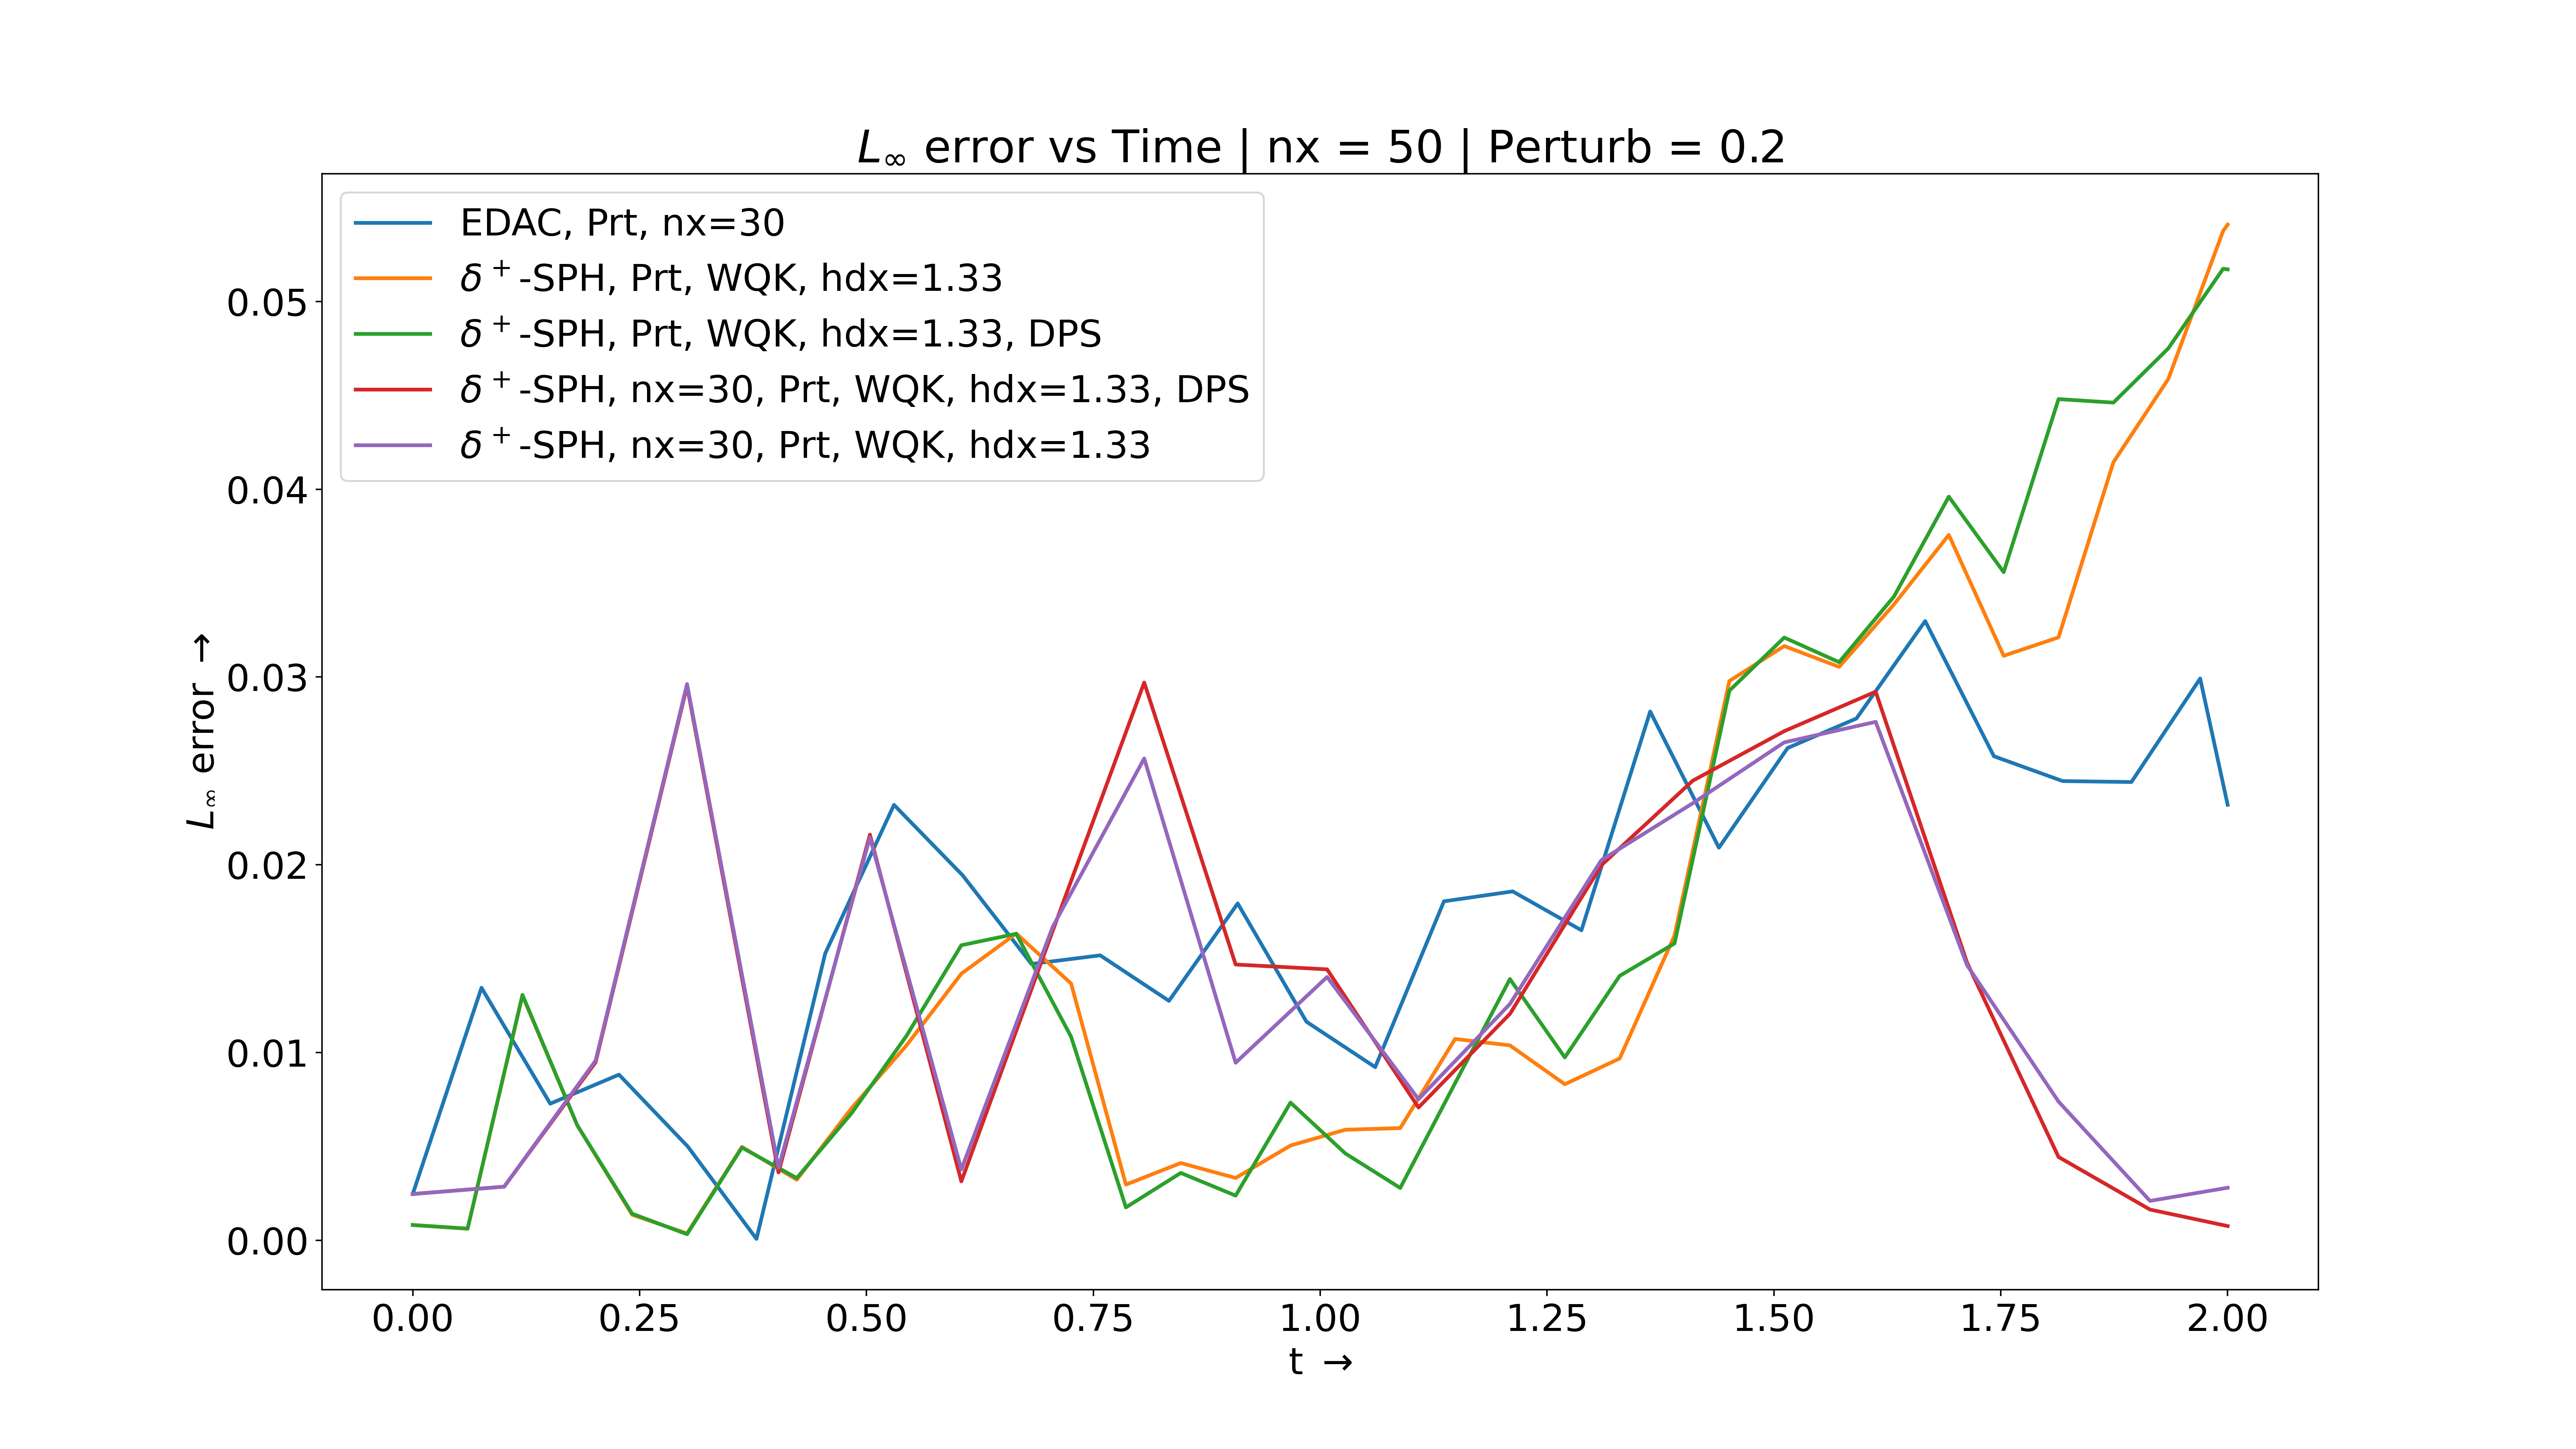 L∞ error vs Time | nx = 50 | Perturb = 0.2
EDAC, Prt, nx=30
δ⁺-SPH, Prt, WQK, hdx=1.33
δ⁺-SPH, Prt, WQK, hdx=1.33, DPS
δ⁺-SPH, nx=30, Prt, WQK, hdx=1.33, DPS
δ⁺-SPH, nx=30, Prt, WQK, hdx=1.33
L∞ error →
0.05
0.04
0.03
0.02
0.01
0.00
0.00 0.25 0.50 0.75 1.00 1.25 1.50 1.75 2.00
t →